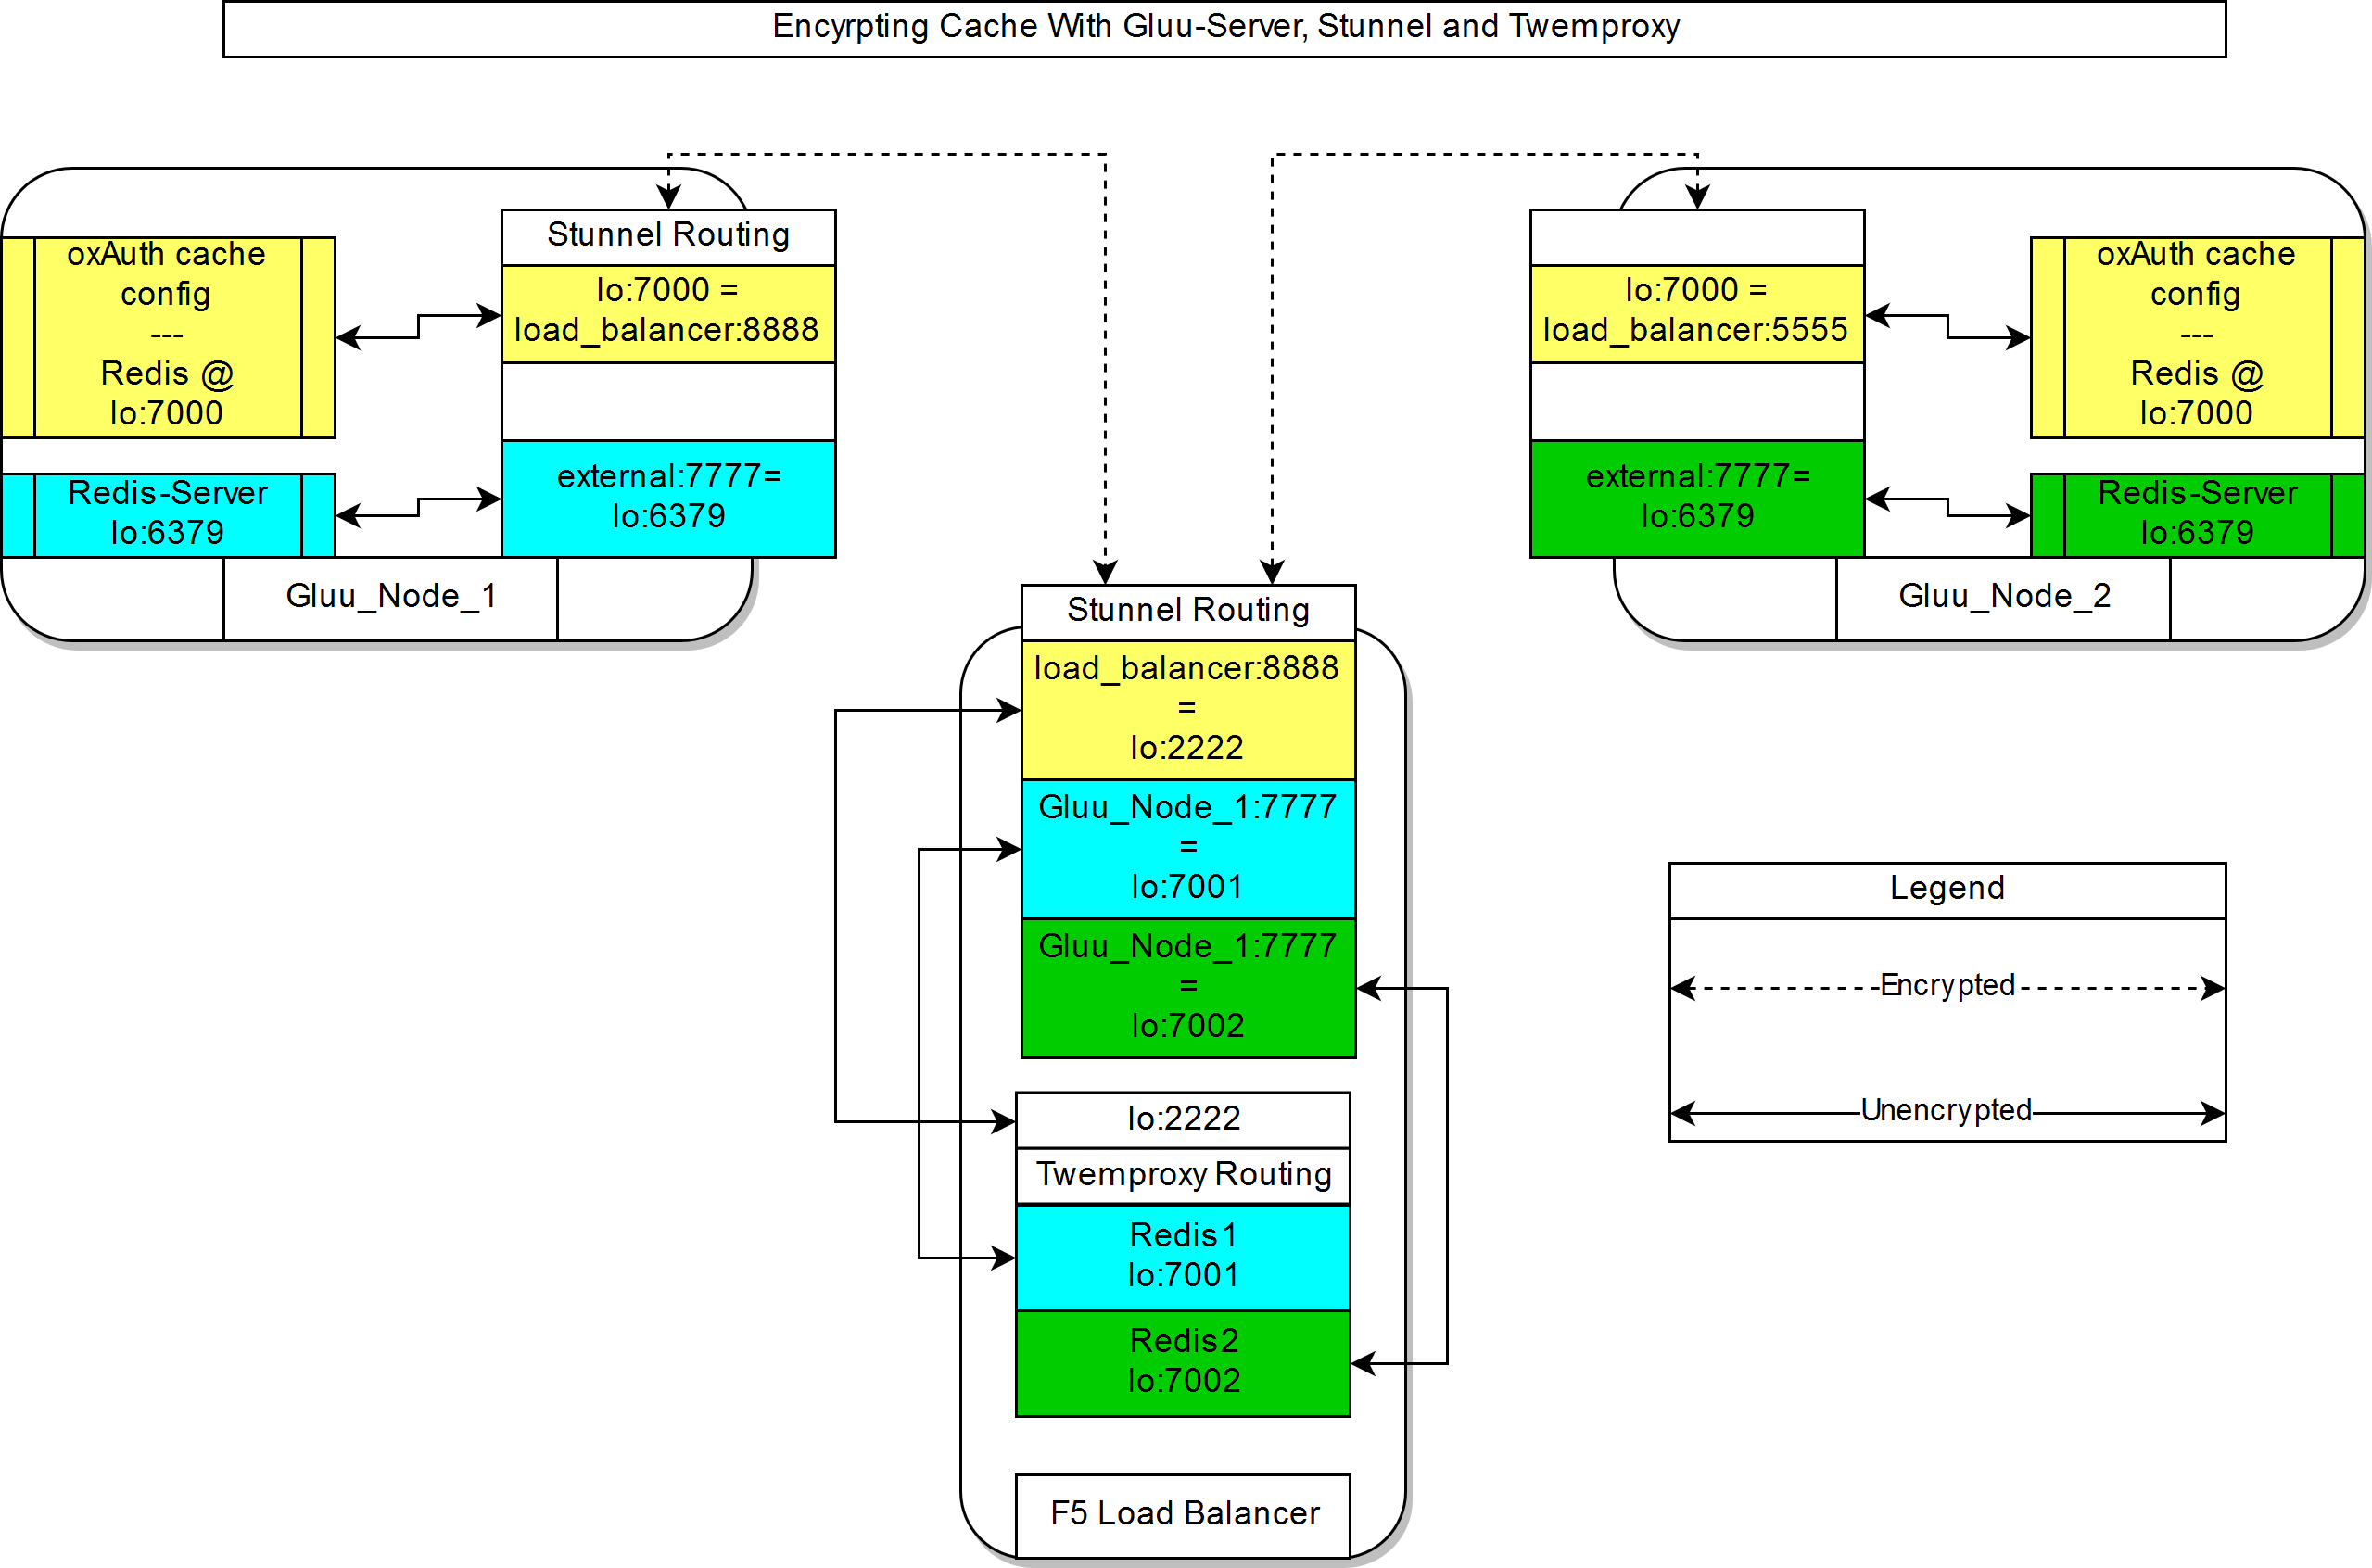 Encyrpting Cache With Gluu-Server, Stunnel and Twemproxy
oxAuth cache
config
---
Redis @
lo:7000
Redis-Server
lo:6379
Stunnel Routing
lo:7000 =
load_balancer:8888
external:7777=
lo:6379
Gluu_Node_1
lo:7000 =
load_balancer:5555
external:7777=
lo:6379
oxAuth cache
config
---
Redis @
lo:7000
Redis-Server
lo:6379
Gluu_Node_2
Stunnel Routing
load_balancer:8888
=
lo:2222
Gluu_Node_1:7777
=
lo:7001
Gluu_Node_1:7777
=
lo:7002
lo:2222
Twemproxy Routing
Redis1
lo:7001
Redis2
lo:7002
F5 Load Balancer
Legend
Encrypted
Unencrypted